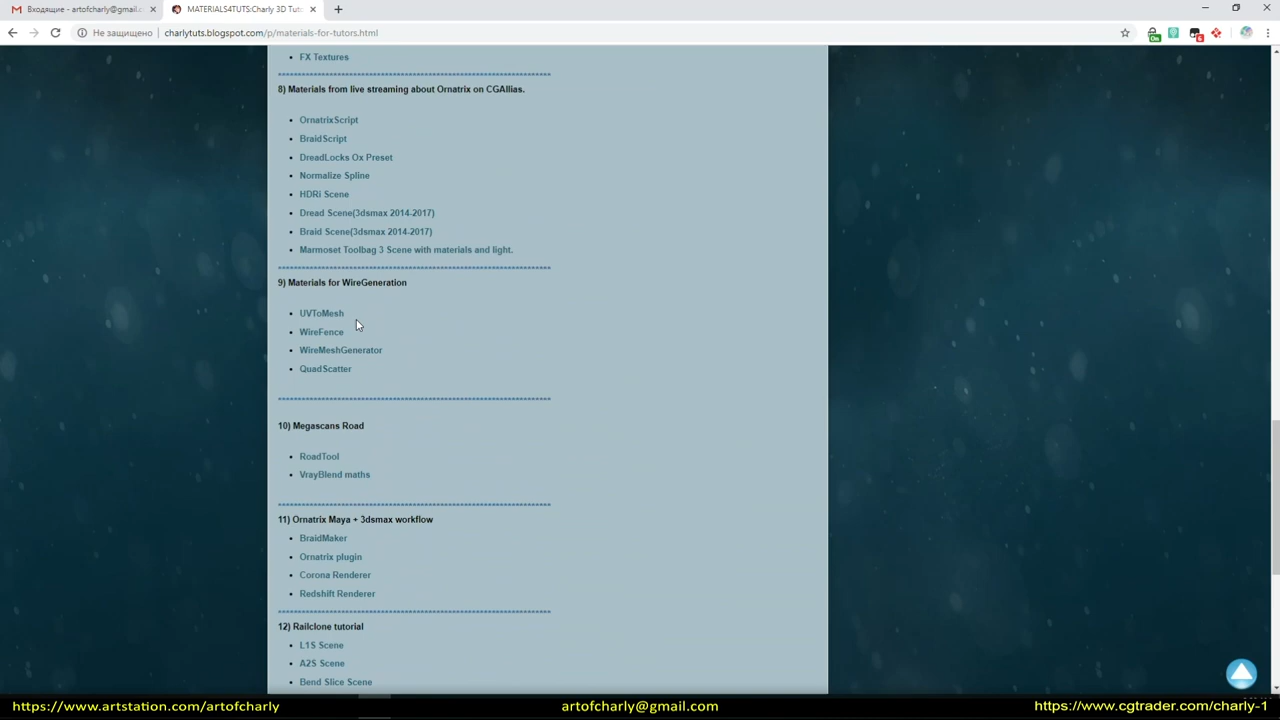 Входящие - artofcharly@gmail.c
MATERIALS4TUTS:Charly 3D Tutor
Не защищено
charlytuts.blogspot.com/p/materials-for-tutors.html
6
FX Textures
8) Materials from live streaming about Ornatrix on CGAllias.
OrnatrixScript
BraidScript
DreadLocks Ox Preset
Normalize Spline
HDRi Scene
Dread Scene(3dsmax 2014-2017)
Braid Scene(3dsmax 2014-2017)
Marmoset Toolbag 3 Scene with materials and light.
9) Materials for WireGeneration
UVToMesh
WireFence
WireMeshGenerator
QuadScatter
10) Megascans Road
RoadTool
VrayBlend maths
11) Ornatrix Maya + 3dsmax workflow
BraidMaker
Ornatrix plugin
Corona Renderer
Redshift Renderer
12) Railclone tutorial
L1S Scene
A2S Scene
Bend Slice Scene
https://www.artstation.com/artofcharly
artofcharly@gmail.com
https://www.cgtrader.com/charly-1